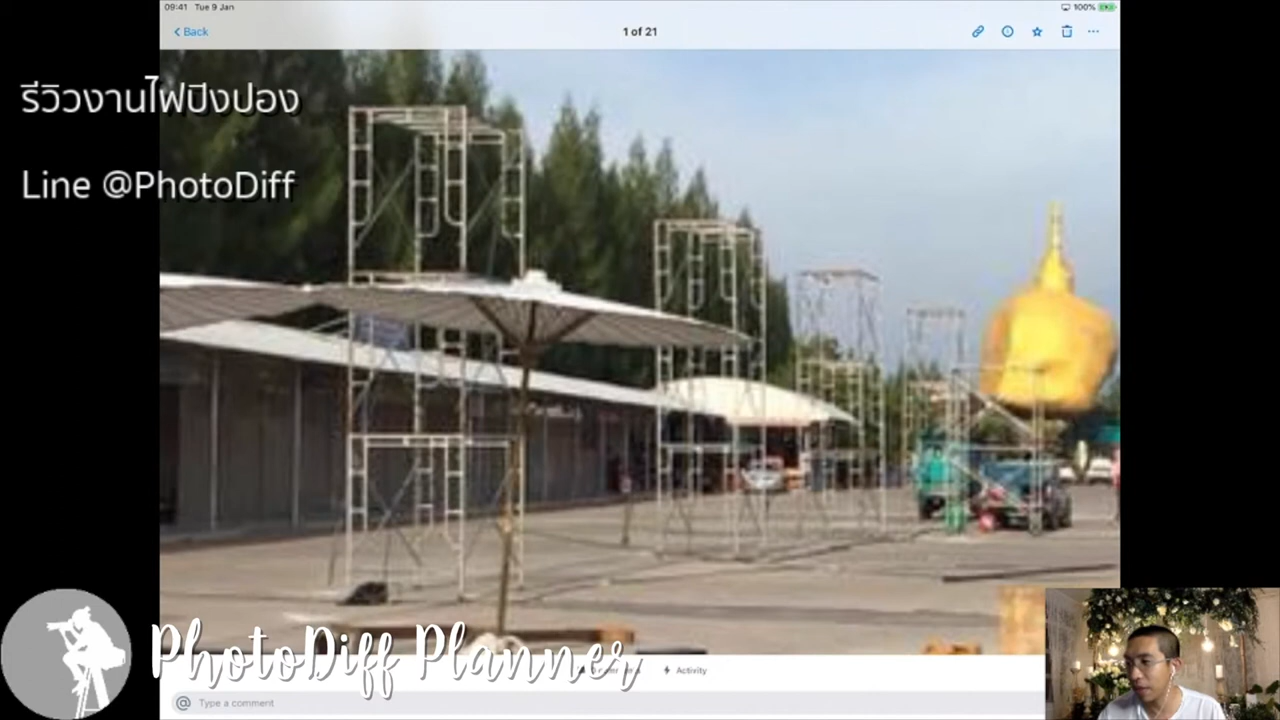 09:41 Tue 9 Jan
100%
Back
1 of 21
รีวิวงานไฟปิงปอง
Line @PhotoDiff
PhotoDiff Planner
Activity
@ Type a comment